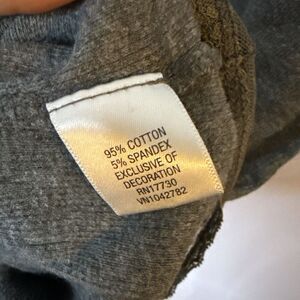 95% COTTON
5% SPANDEX
EXCLUSIVE OF
DECORATION
RN17730
VN1042782